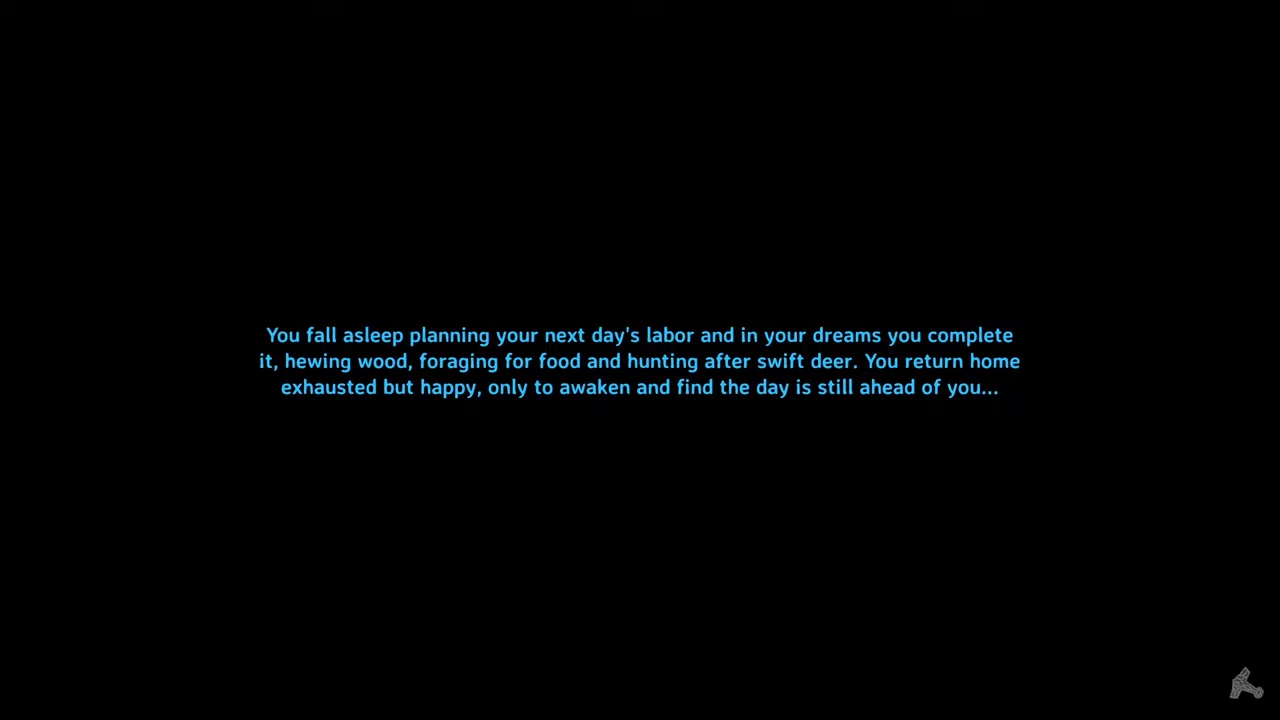 You fall asleep planning your next day's labor and in your dreams you complete
it, hewing wood, foraging for food and hunting after swift deer. You return home
exhausted but happy, only to awaken and find the day is still ahead of you...